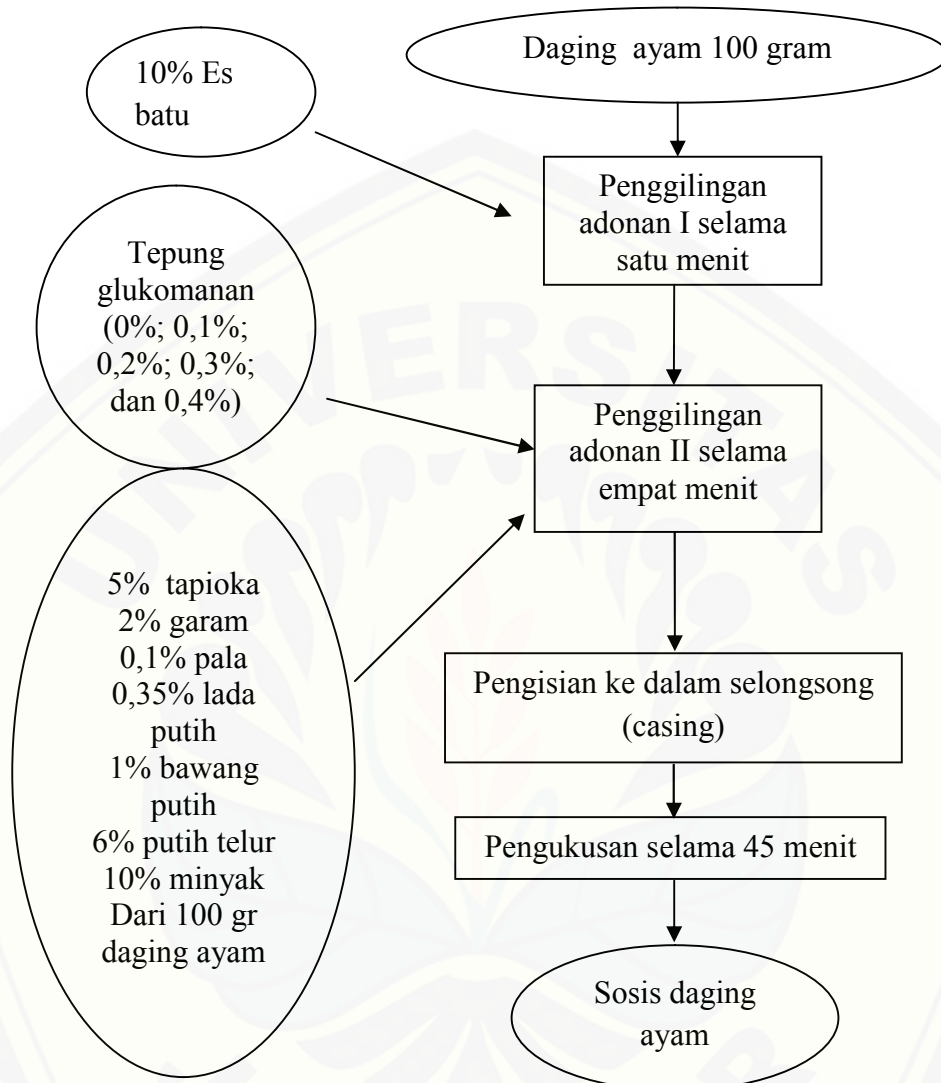 Daging ayam 100 gram
10% Es
batu
Penggilingan
adonan I selama
satu menit
Tepung
glukomanan
(0%; 0,1%;
0,2%; 0,3%;
dan 0,4%)
Penggilingan
adonan II selama
empat menit
5% tapioka
2% garam
0,1% pala
0,35% lada
putih
1% bawang
putih
6% putih telur
10% minyak
Dari 100 gr
daging ayam
Pengisian ke dalam selongsong
(casing)
Pengukusan selama 45 menit
Sosis daging
ayam
UNIVERSITAS